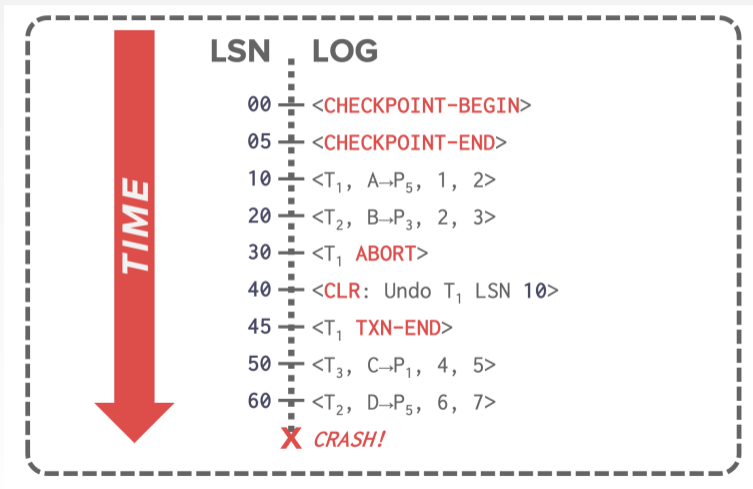 TIME
LSN LOG
00 <CHECKPOINT-BEGIN>
05 <CHECKPOINT-END>
10 <T₁, A→P₅, 1, 2>
20 <T₂, B→P₃, 2, 3>
30 <T₁ ABORT>
40 <CLR: Undo T₁ LSN 10>
45 <T₁ TXN-END>
50 <T₃, C→P₁, 4, 5>
60 <T₂, D→P₅, 6, 7>
X CRASH!